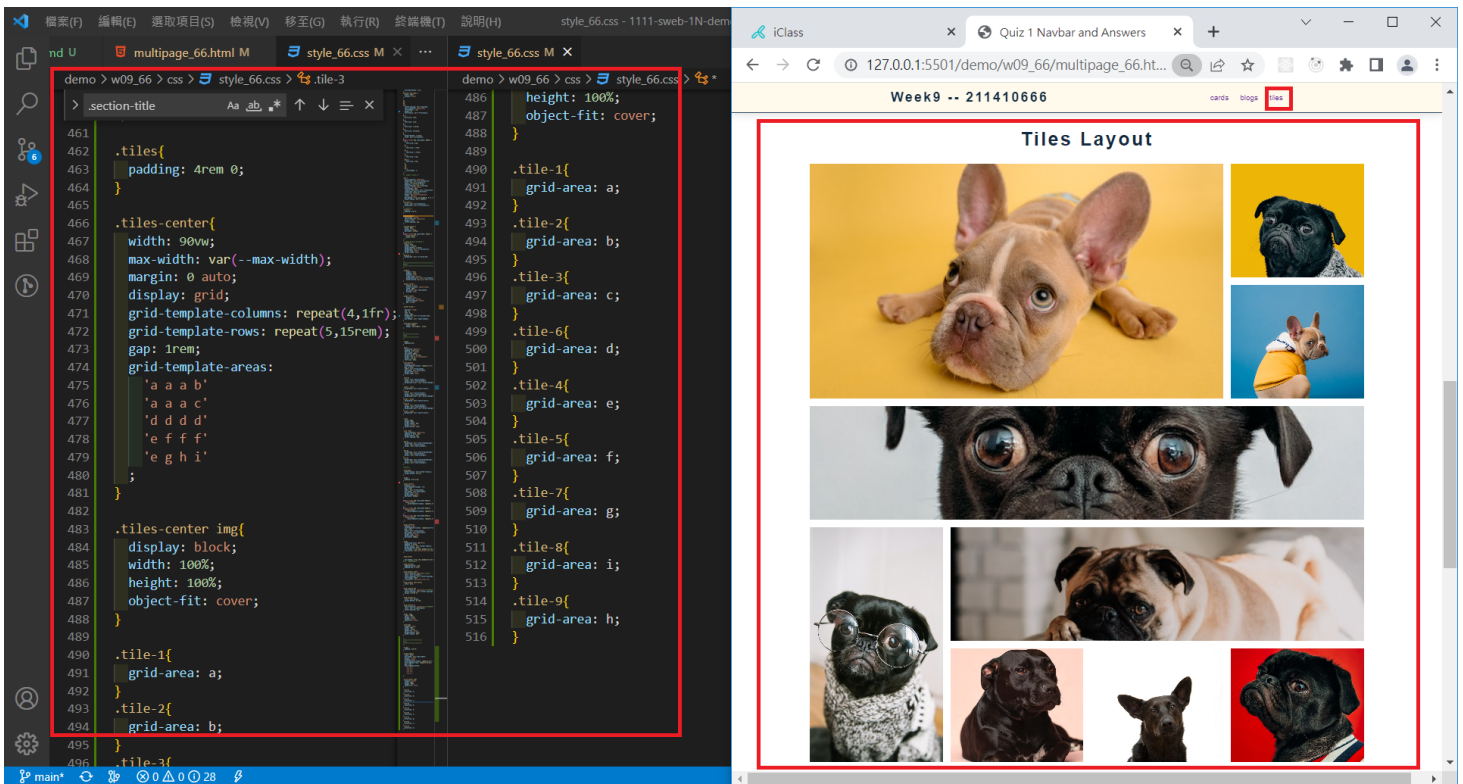 檔案(F) 編輯(E) 選取項目(S) 檢視(V) 移至(G) 執行(R) 終端機(T) 說明(H) style_66.css - 1111-sweb-1N-dem
nd U multipage_66.html M style_66.css M style_66.css M
demo > w09_66 > css > style_66.css > .tile-3
.section-title Aa ab
461
462 .tiles{
463 padding: 4rem 0;
464 }
465
466 .tiles-center{
467 width: 90vw;
468 max-width: var(--max-width);
469 margin: 0 auto;
470 display: grid;
471 grid-template-columns: repeat(4,1fr);
472 grid-template-rows: repeat(5,15rem);
473 gap: 1rem;
474 grid-template-areas:
475 'a a a b'
476 'a a a c'
477 'd d d d'
478 'e f f f'
479 'e g h i'
480 ;
481 }
482
483 .tiles-center img{
484 display: block;
485 width: 100%;
486 height: 100%;
487 object-fit: cover;
488 }
489
490 .tile-1{
491 grid-area: a;
492 }
493 .tile-2{
494 grid-area: b;
495 }
496 .tile-3{
6
main* 0 0 28
demo > w09_66 > css > style_66.css > *
486 height: 100%;
487 object-fit: cover;
488 }
489
490 .tile-1{
491 grid-area: a;
492 }
493 .tile-2{
494 grid-area: b;
495 }
496 .tile-3{
497 grid-area: c;
498 }
499 .tile-6{
500 grid-area: d;
501 }
502 .tile-4{
503 grid-area: e;
504 }
505 .tile-5{
506 grid-area: f;
507 }
508 .tile-7{
509 grid-area: g;
510 }
511 .tile-8{
512 grid-area: i;
513 }
514 .tile-9{
515 grid-area: h;
516 }
iClass Quiz 1 Navbar and Answers
127.0.0.1:5501/demo/w09_66/multipage_66.ht...
Week9 -- 211410666 cards blogs tiles
Tiles Layout